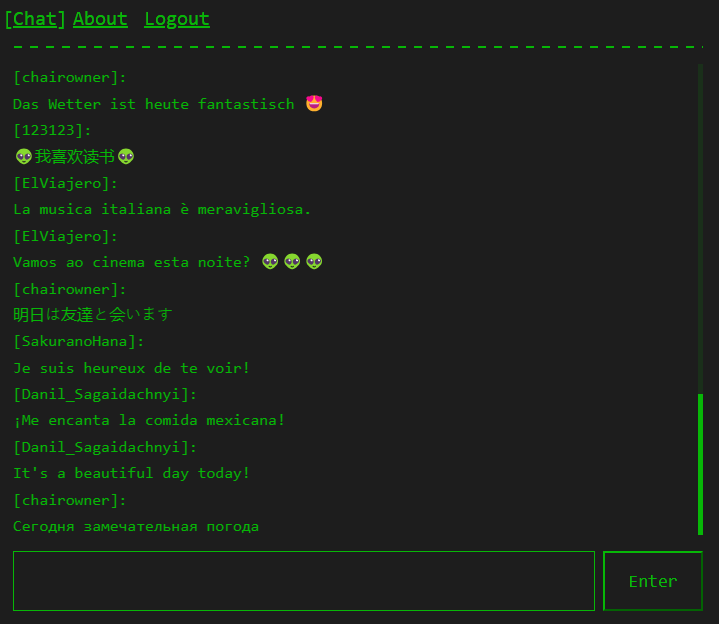 [Chat] About Logout
[chairowner]:
Das Wetter ist heute fantastisch 🤩
[123123]:
👽我喜欢读书👽
[ElViajero]:
La musica italiana è meravigliosa.
[ElViajero]:
Vamos ao cinema esta noite? 👽👽👽
[chairowner]:
明日は友達と会います
[SakuranoHana]:
Je suis heureux de te voir!
[Danil_Sagaidachnyi]:
¡Me encanta la comida mexicana!
[Danil_Sagaidachnyi]:
It's a beautiful day today!
[chairowner]:
Сегодня замечательная погода
Enter